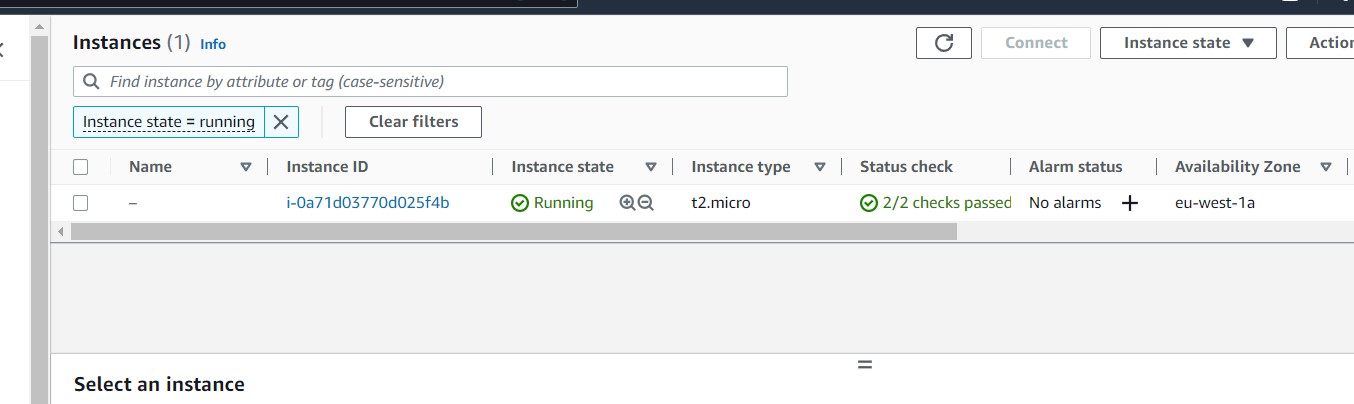 Instances (1) Info
Connect
Instance state
Find instance by attribute or tag (case-sensitive)
Instance state = running
Clear filters
Name Instance ID Instance state Instance type Status check Alarm status Availability Zone
– i-0a71d03770d025f4b Running t2.micro 2/2 checks passed No alarms + eu-west-1a
Select an instance